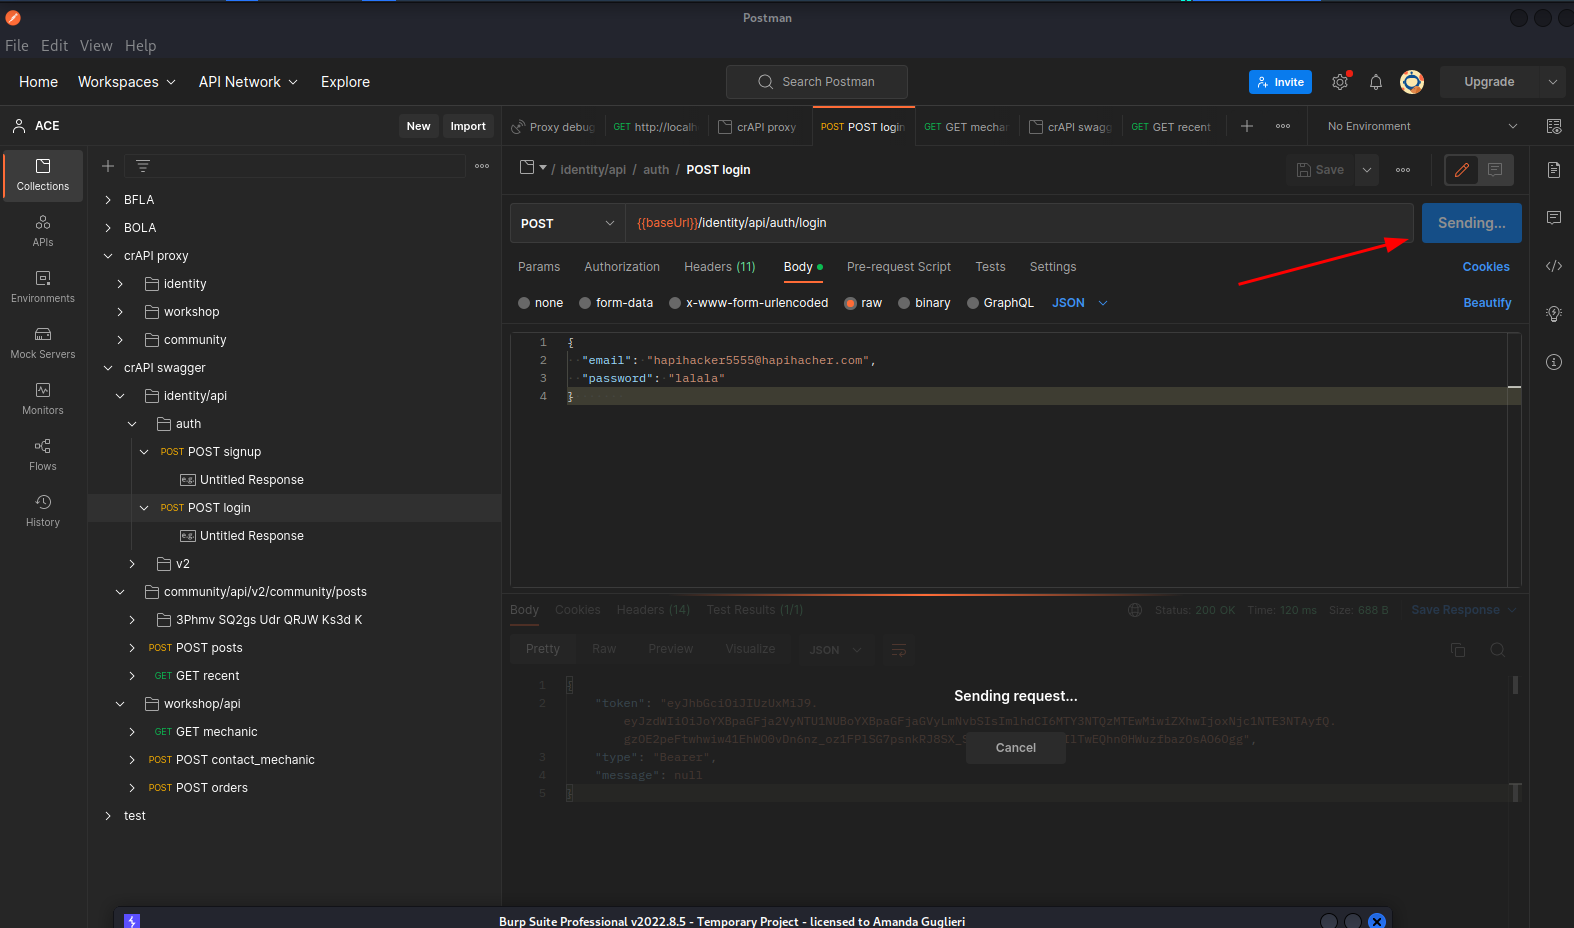 Postman
File Edit View Help
Home Workspaces API Network Explore
Search Postman
Invite
Upgrade
ACE
New Import
Proxy debug
GET http://localh
crAPI proxy
POST POST login
GET GET mecha
crAPI swagg
GET GET recent
No Environment
Collections
APIs
Environments
Mock Servers
Monitors
Flows
History
BFLA
BOLA
crAPI proxy
identity
workshop
community
crAPI swagger
identity/api
auth
POST POST signup
e.g. Untitled Response
POST POST login
e.g. Untitled Response
v2
community/api/v2/community/posts
3Phmv SQ2gs Udr QRJW Ks3d K
POST POST posts
GET GET recent
workshop/api
GET GET mechanic
POST POST contact_mechanic
POST POST orders
test
/ identity/api / auth / POST login
Save
POST
{{baseUrl}}/identity/api/auth/login
Sending...
Params Authorization Headers (11) Body Pre-request Script Tests Settings
Cookies
none form-data x-www-form-urlencoded raw binary GraphQL JSON
Beautify
1 {
2 "email": "hapihacker5555@hapihacher.com",
3 "password": "lalala"
4 }
Body Cookies Headers (14) Test Results (1/1)
Status: 200 OK Time: 120 ms Size: 688 B Save Response
Pretty Raw Preview Visualize JSON
1 {
2 "token": "eyJhbGciOiJIUzUxMiJ9.
Sending request...
Cancel
3 "type": "Bearer",
4 "message": null
5 }
Burp Suite Professional v2022.8.5 - Temporary Project - licensed to Amanda Guglieri